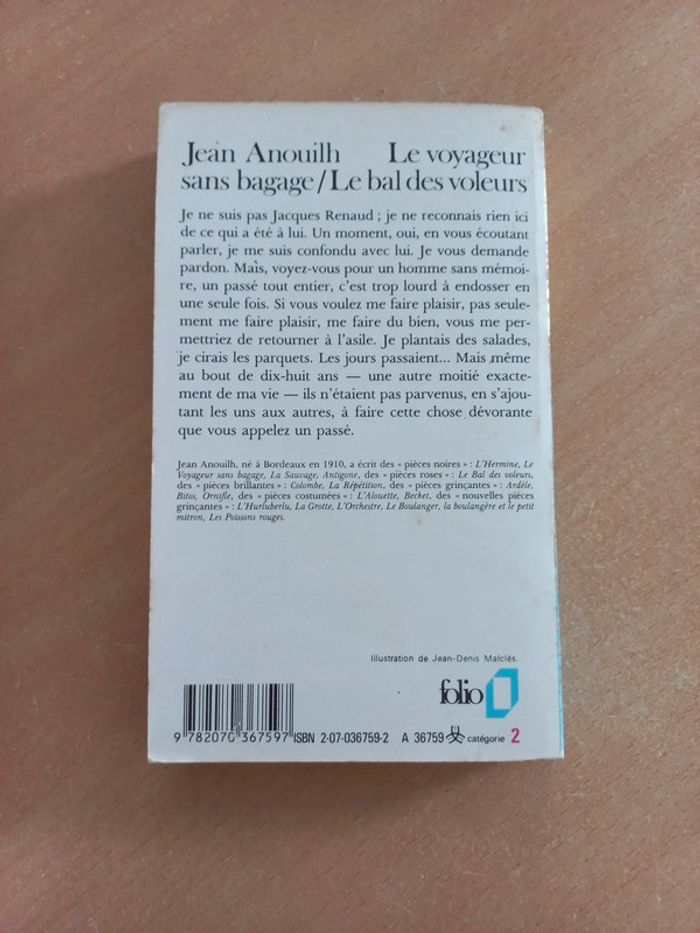 Jean Anouilh Le voyageur
sans bagage/Le bal des voleurs
Je ne suis pas Jacques Renaud ; je ne reconnais rien ici
de ce qui a été à lui. Un moment, oui, en vous écoutant
parler, je me suis confondu avec lui. Je vous demande
pardon. Mais, voyez-vous pour un homme sans mémoi-
re, un passé tout entier, c'est trop lourd à endosser en
une seule fois. Si vous voulez me faire plaisir, pas seule-
ment me faire plaisir, me faire du bien, vous me per-
mettriez de retourner à l'asile. Je plantais des salades,
je cirais les parquets. Les jours passaient... Mais même
au bout de dix-huit ans — une autre moitié exacte-
ment de ma vie — ils n'étaient pas parvenus, en s'ajou-
tant les uns aux autres, à faire cette chose dévorante
que vous appelez un passé.
Jean Anouilh, né à Bordeaux en 1910, a écrit des « pièces noires » : L'Hermine, Le
Voyageur sans bagage, La Sauvage, Antigone, des « pièces roses » : Le Bal des voleurs,
des « pièces brillantes » : Colombe, La Répétition, des « pièces grinçantes » : Ardèle,
Bitos, Ornifle, des « pièces costumées » : L'Alouette, Becket, des « nouvelles pièces
grinçantes » : L'Hurluberlu, La Grotte, L'Orchestre, Le Boulanger, la boulangère et le petit
mitron, Les Poissons rouges.
Illustration de Jean-Denis Malclès.
folio
9 782070 367597 ISBN 2-07-036759-2 A 36759 catégorie 2